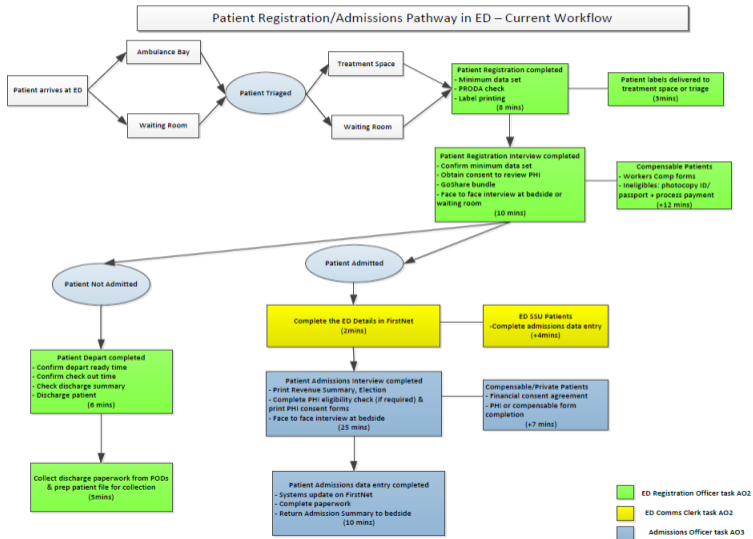 Patient Registration/Admissions Pathway in ED – Current Workflow
Ambulance Bay
Treatment Space
Patient arrives at ED
Patient Triaged
Waiting Room
Waiting Room
Patient Registration completed
- Minimum data set
- PRODA check
- Label printing
(8 mins)
Patient labels delivered to
treatment space or triage
(3mins)
Patient Registration Interview completed
- Confirm minimum data set
- Obtain consent to review PHI
- GoShare bundle
- Face to face interview at bedside or
waiting room
(10 mins)
Compensable Patients
- Workers Comp forms
- Ineligibles: photocopy ID/
passport + process payment
(+12 mins)
Patient Not Admitted
Patient Admitted
Complete the ED Details in FirstNet
(2mins)
ED SSU Patients
-Complete admissions data entry
(+4mins)
Patient Depart completed
- Confirm depart ready time
- Confirm check out time
- Check discharge summary
- Discharge patient
(6 mins)
Patient Admissions Interview completed
- Print Revenue Summary, Election
- Complete PHI eligibility check (if required) &
print PHI consent forms
- Face to face interview at bedside
(25 mins)
Compensable/Private Patients
- Financial consent agreement
- PHI or compensable form
completion
(+7 mins)
Collect discharge paperwork from PODs
& prep patient file for collection
(5mins)
Patient Admissions data entry completed
- Systems update on FirstNet
- Complete paperwork
- Return Admission Summary to bedside
(10 mins)
ED Registration Officer task AO2
ED Comms Clerk task AO2
Admissions Officer task AO3